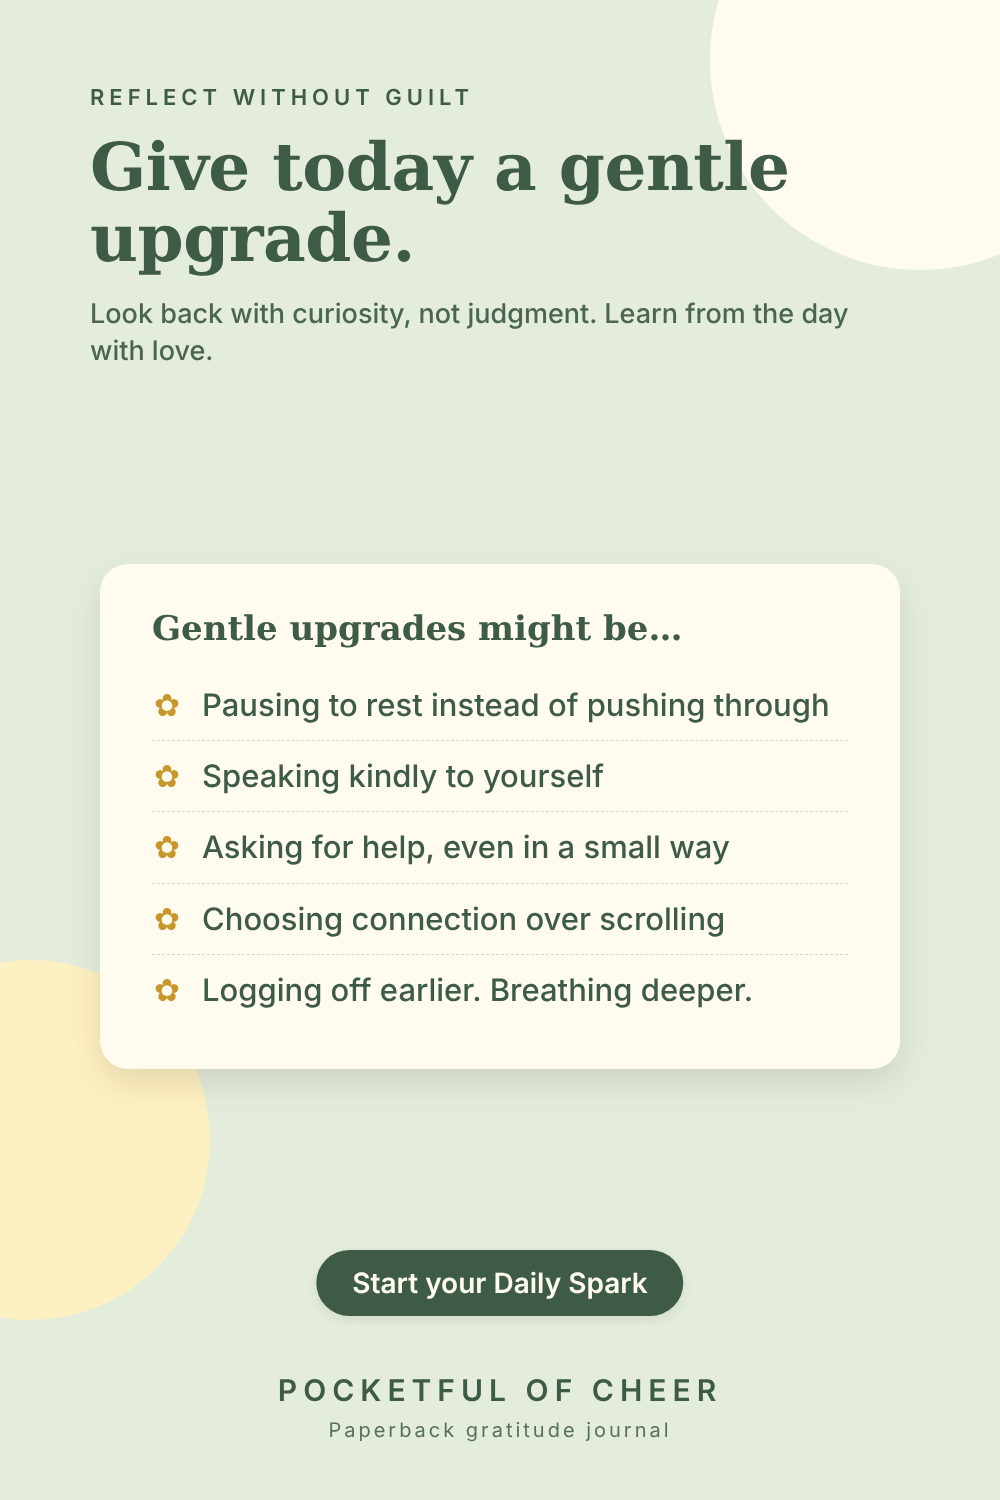 REFLECT WITHOUT GUILT
Give today a gentle
upgrade.
Look back with curiosity, not judgment. Learn from the day
with love.
Gentle upgrades might be…
✿ Pausing to rest instead of pushing through
✿ Speaking kindly to yourself
✿ Asking for help, even in a small way
✿ Choosing connection over scrolling
✿ Logging off earlier. Breathing deeper.
Start your Daily Spark
POCKETFUL OF CHEER
Paperback gratitude journal